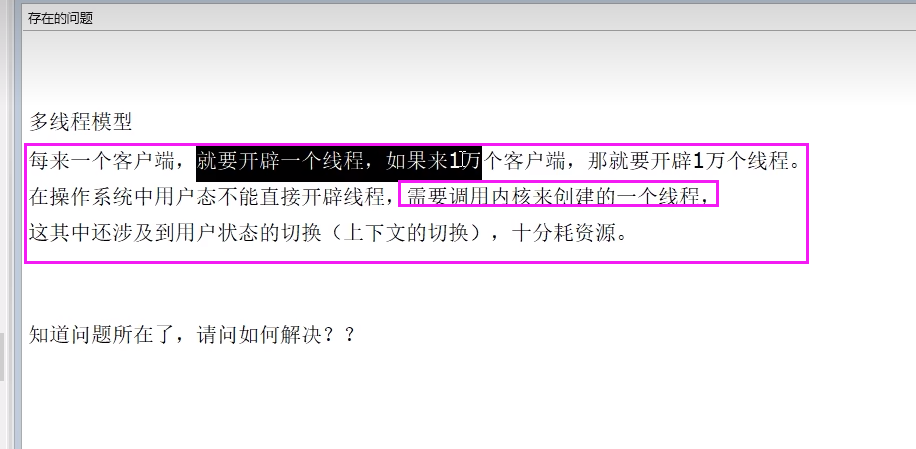 存在的问题
多线程模型
每来一个客户端，就要开辟一个线程，如果来1万个客户端，那就要开辟1万个线程。
在操作系统中用户态不能直接开辟线程，需要调用内核来创建的一个线程，
这其中还涉及到用户状态的切换（上下文的切换），十分耗资源。
知道问题所在了，请问如何解决？？